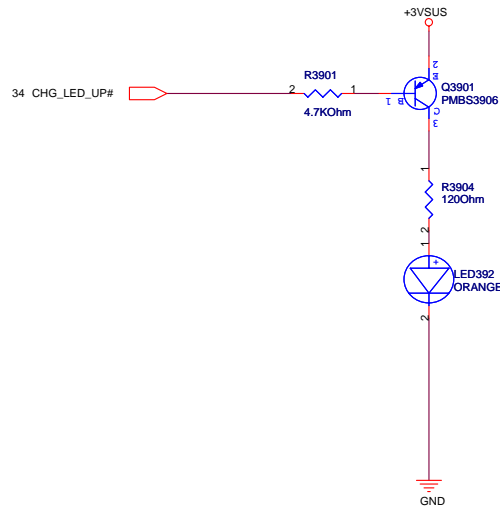 +3VSUS
2
E
Q3901
PMBS3906
B
1
C
3
34 CHG_LED_UP#
R3901
2
1
4.7KOhm
1
R3904
120Ohm
2
1
+
LED392
ORANGE
2
GND